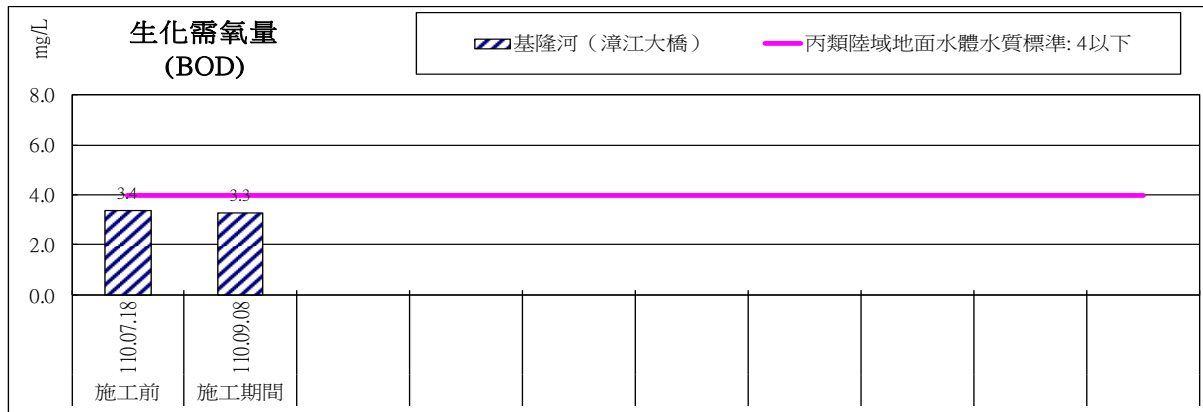 mg/L
生化需氧量
(BOD)
基隆河（漳江大橋）
丙類陸域地面水體水質標準: 4以下
8.0
6.0
4.0
2.0
0.0
3.4
3.3
110.07.18
110.09.08
施工前
施工期間